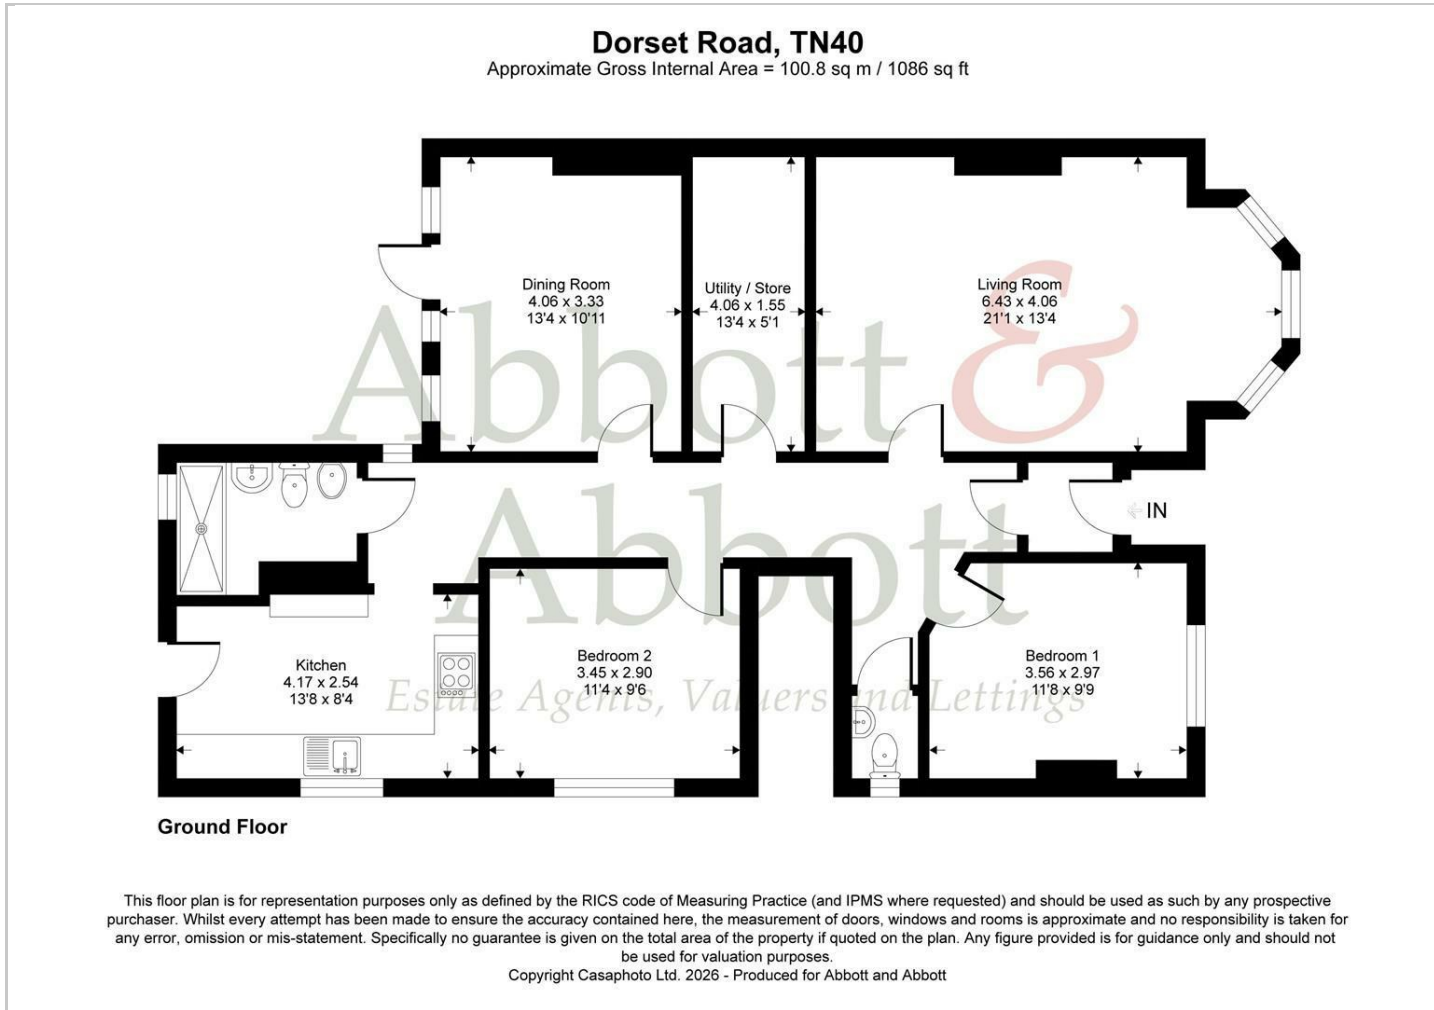 Dorset Road, TN40
Approximate Gross Internal Area = 100.8 sq m / 1086 sq ft
Dining Room
4.06 x 3.33
13'4 x 10'11
Utility / Store
4.06 x 1.55
13'4 x 5'1
Living Room
6.43 x 4.06
21'1 x 13'4
Abbott &
Abbott
Estate Agents, Valuers and Lettings
IN
Kitchen
4.17 x 2.54
13'8 x 8'4
Bedroom 2
3.45 x 2.90
11'4 x 9'6
Bedroom 1
3.56 x 2.97
11'8 x 9'9
Ground Floor
This floor plan is for representation purposes only as defined by the RICS code of Measuring Practice (and IPMS where requested) and should be used as such by any prospective
purchaser. Whilst every attempt has been made to ensure the accuracy contained here, the measurement of doors, windows and rooms is approximate and no responsibility is taken for
any error, omission or mis-statement. Specifically no guarantee is given on the total area of the property if quoted on the plan. Any figure provided is for guidance only and should not
be used for valuation purposes.
Copyright Casaphoto Ltd. 2026 - Produced for Abbott and Abbott